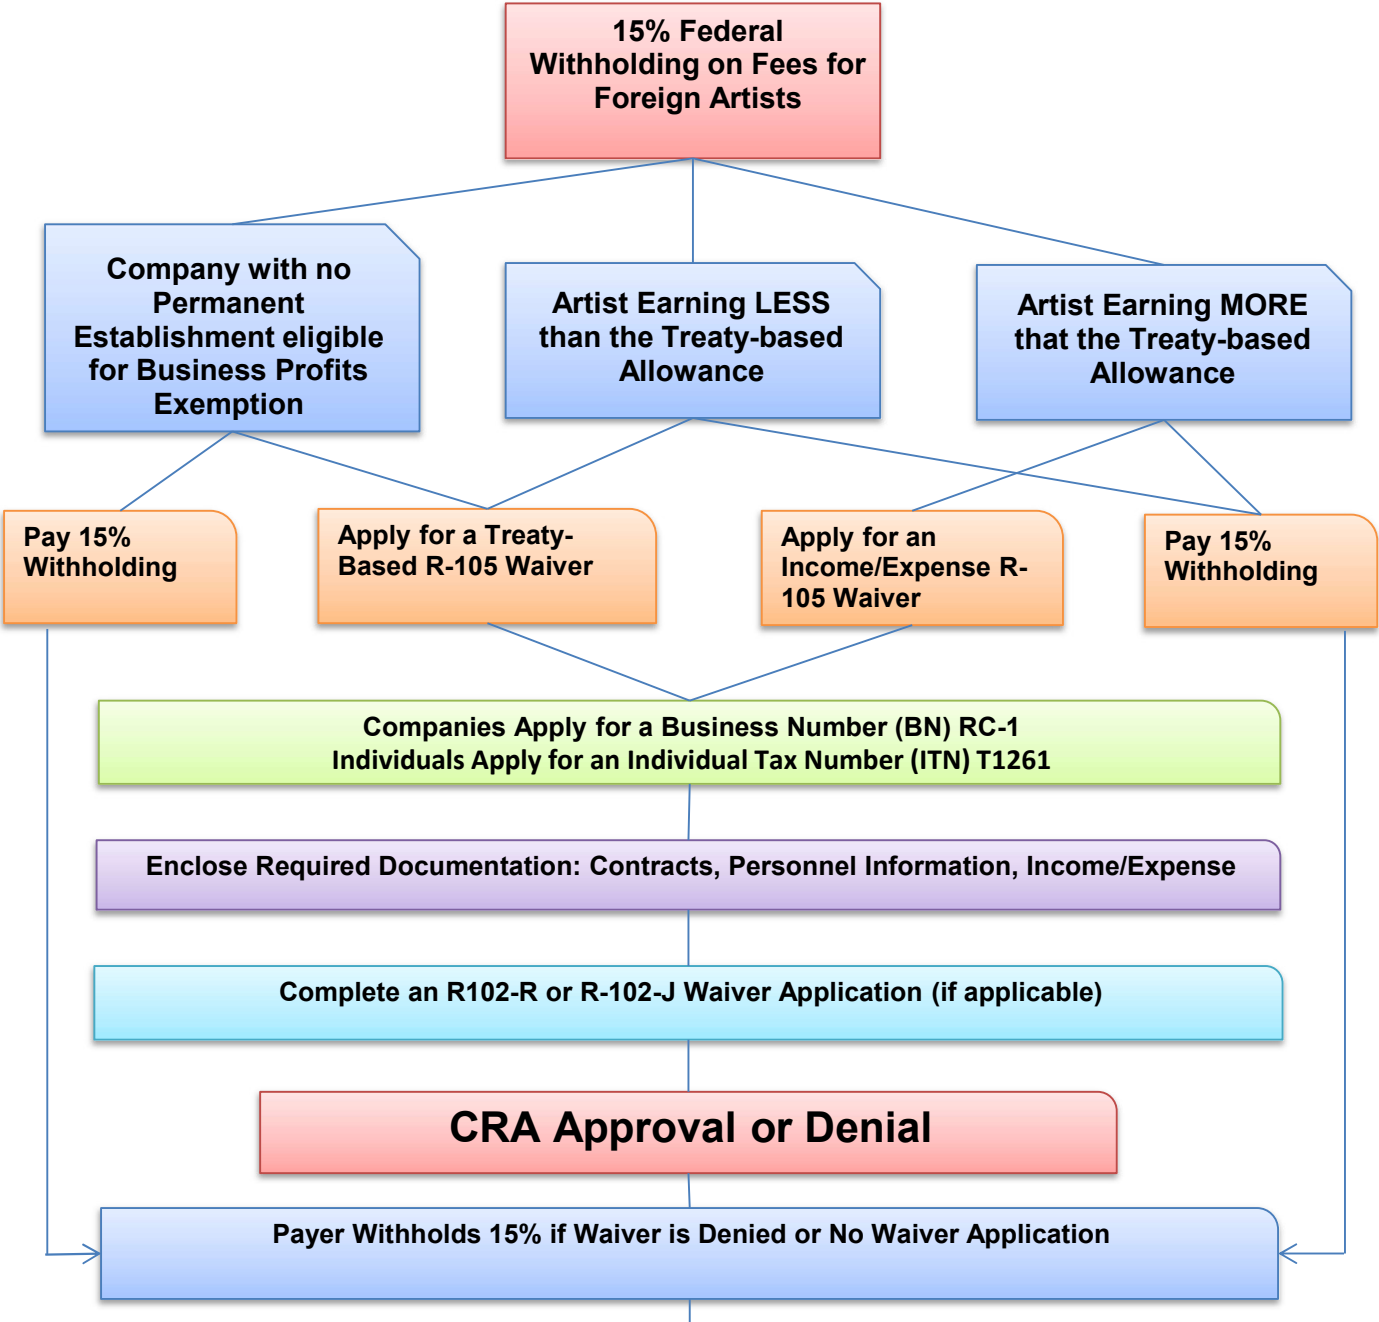 15% Federal
Withholding on Fees for
Foreign Artists
Company with no
Permanent
Establishment eligible
for Business Profits
Exemption
Artist Earning LESS
than the Treaty-based
Allowance
Artist Earning MORE
that the Treaty-based
Allowance
Pay 15%
Withholding
Apply for a Treaty-
Based R-105 Waiver
Apply for an
Income/Expense R-
105 Waiver
Pay 15%
Withholding
Companies Apply for a Business Number (BN) RC-1
Individuals Apply for an Individual Tax Number (ITN) T1261
Enclose Required Documentation: Contracts, Personnel Information, Income/Expense
Complete an R102-R or R-102-J Waiver Application (if applicable)
CRA Approval or Denial
Payer Withholds 15% if Waiver is Denied or No Waiver Application